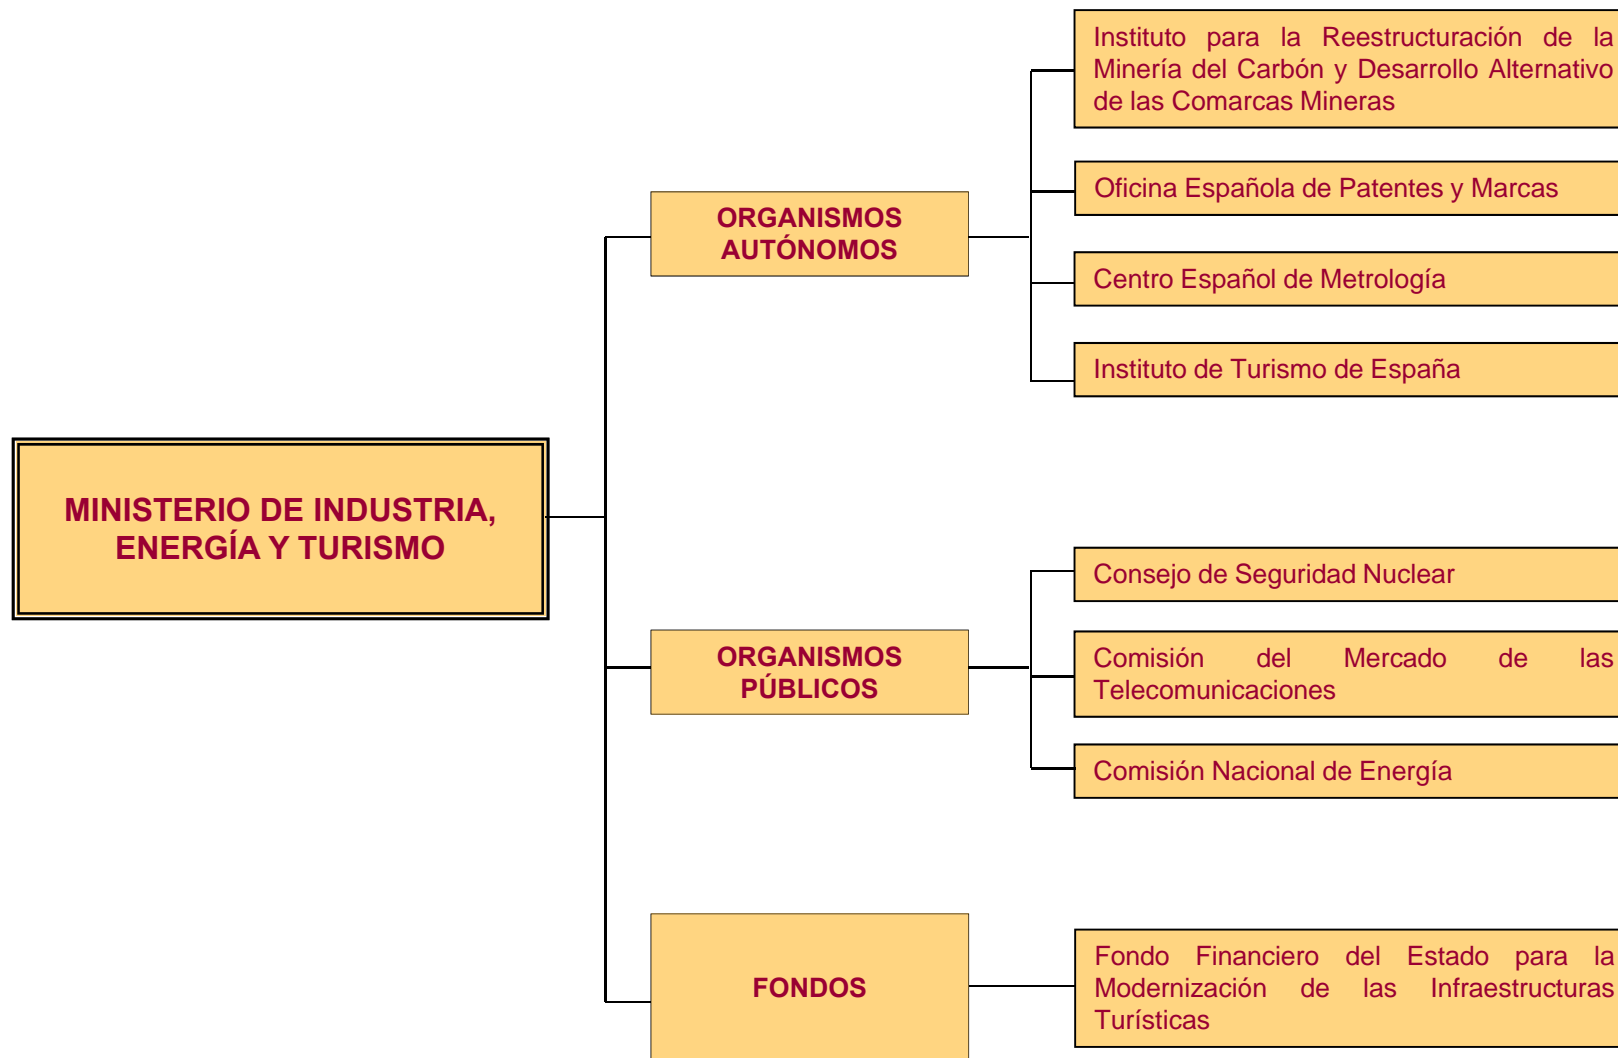 MINISTERIO DE INDUSTRIA,
ENERGÍA Y TURISMO
ORGANISMOS
AUTÓNOMOS
Instituto para la Reestructuración de la
Minería del Carbón y Desarrollo Alternativo
de las Comarcas Mineras
Oficina Española de Patentes y Marcas
Centro Español de Metrología
Instituto de Turismo de España
ORGANISMOS
PÚBLICOS
Consejo de Seguridad Nuclear
Comisión del Mercado de las
Telecomunicaciones
Comisión Nacional de Energía
FONDOS
Fondo Financiero del Estado para la
Modernización de las Infraestructuras
Turísticas